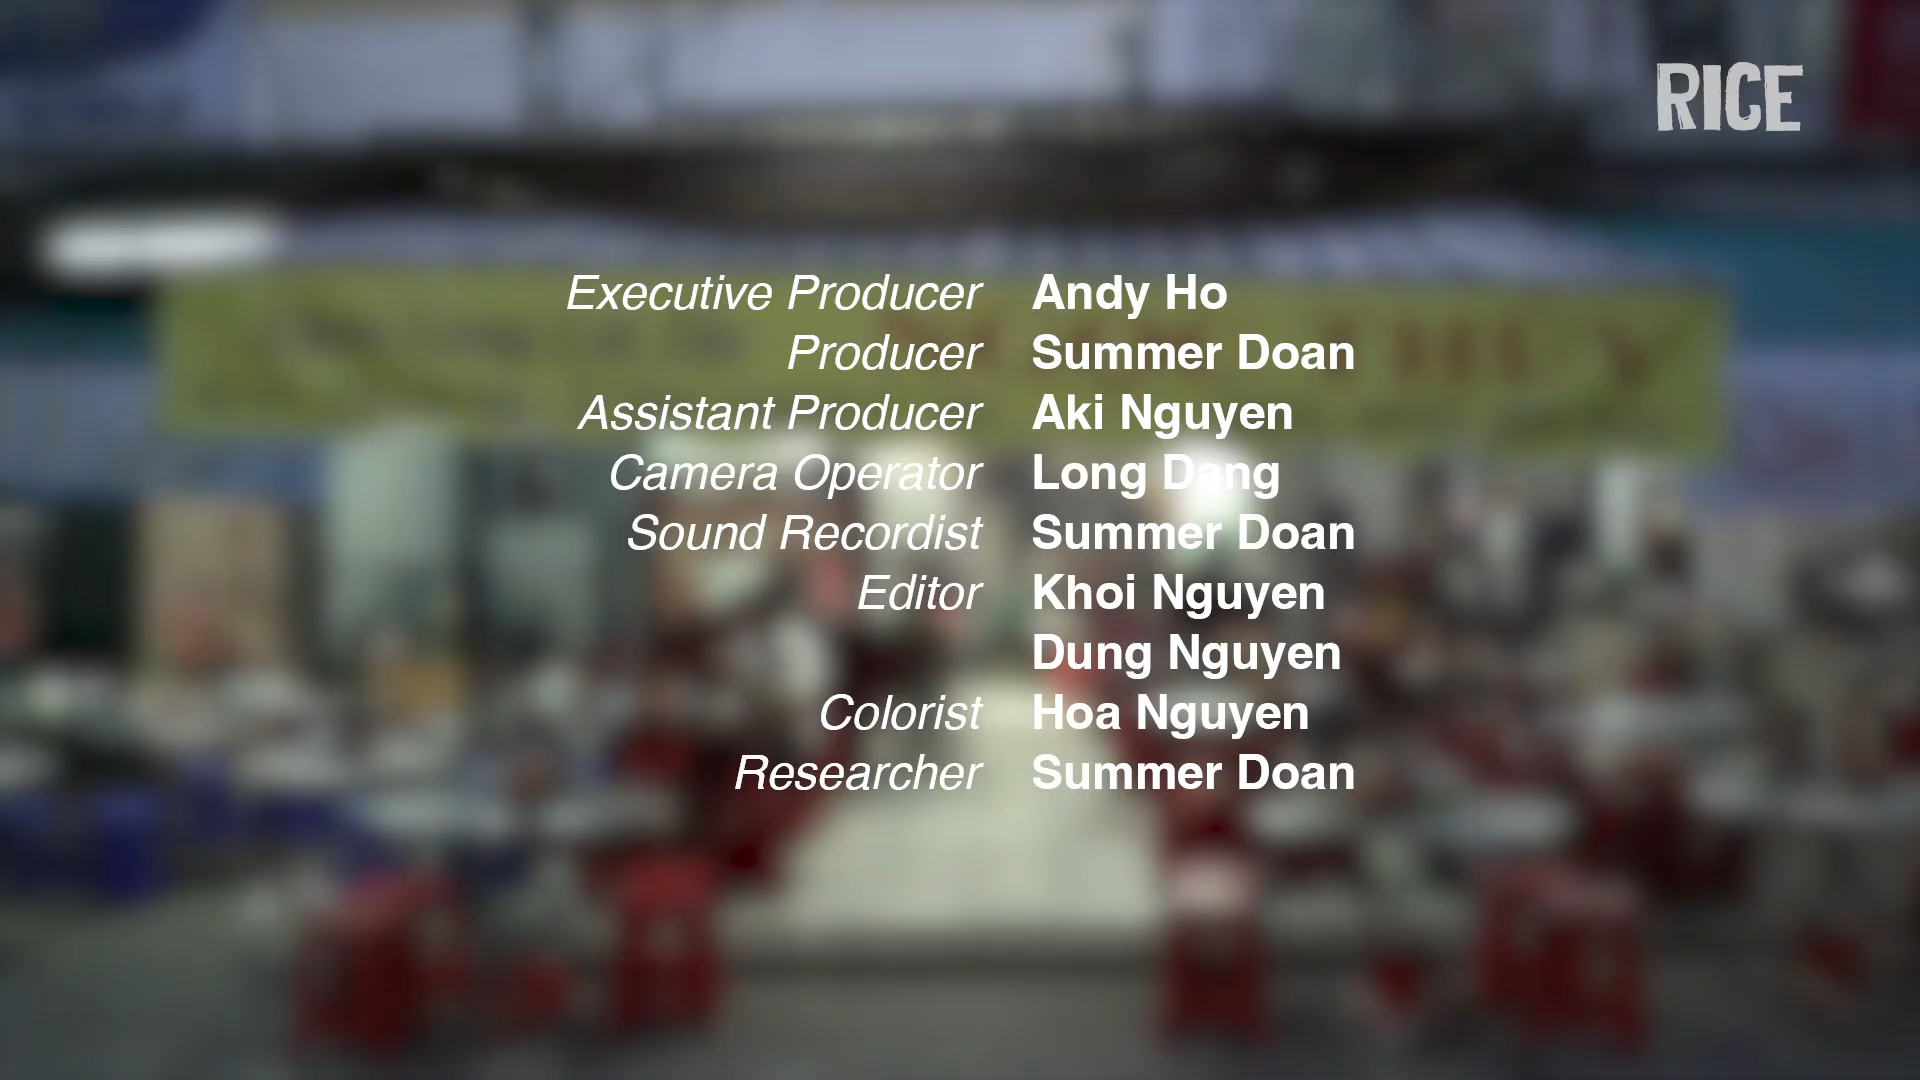 RICE
Executive Producer Andy Ho
Producer Summer Doan
Assistant Producer Aki Nguyen
Camera Operator Long Dang
Sound Recordist Summer Doan
Editor Khoi Nguyen
Dung Nguyen
Colorist Hoa Nguyen
Researcher Summer Doan